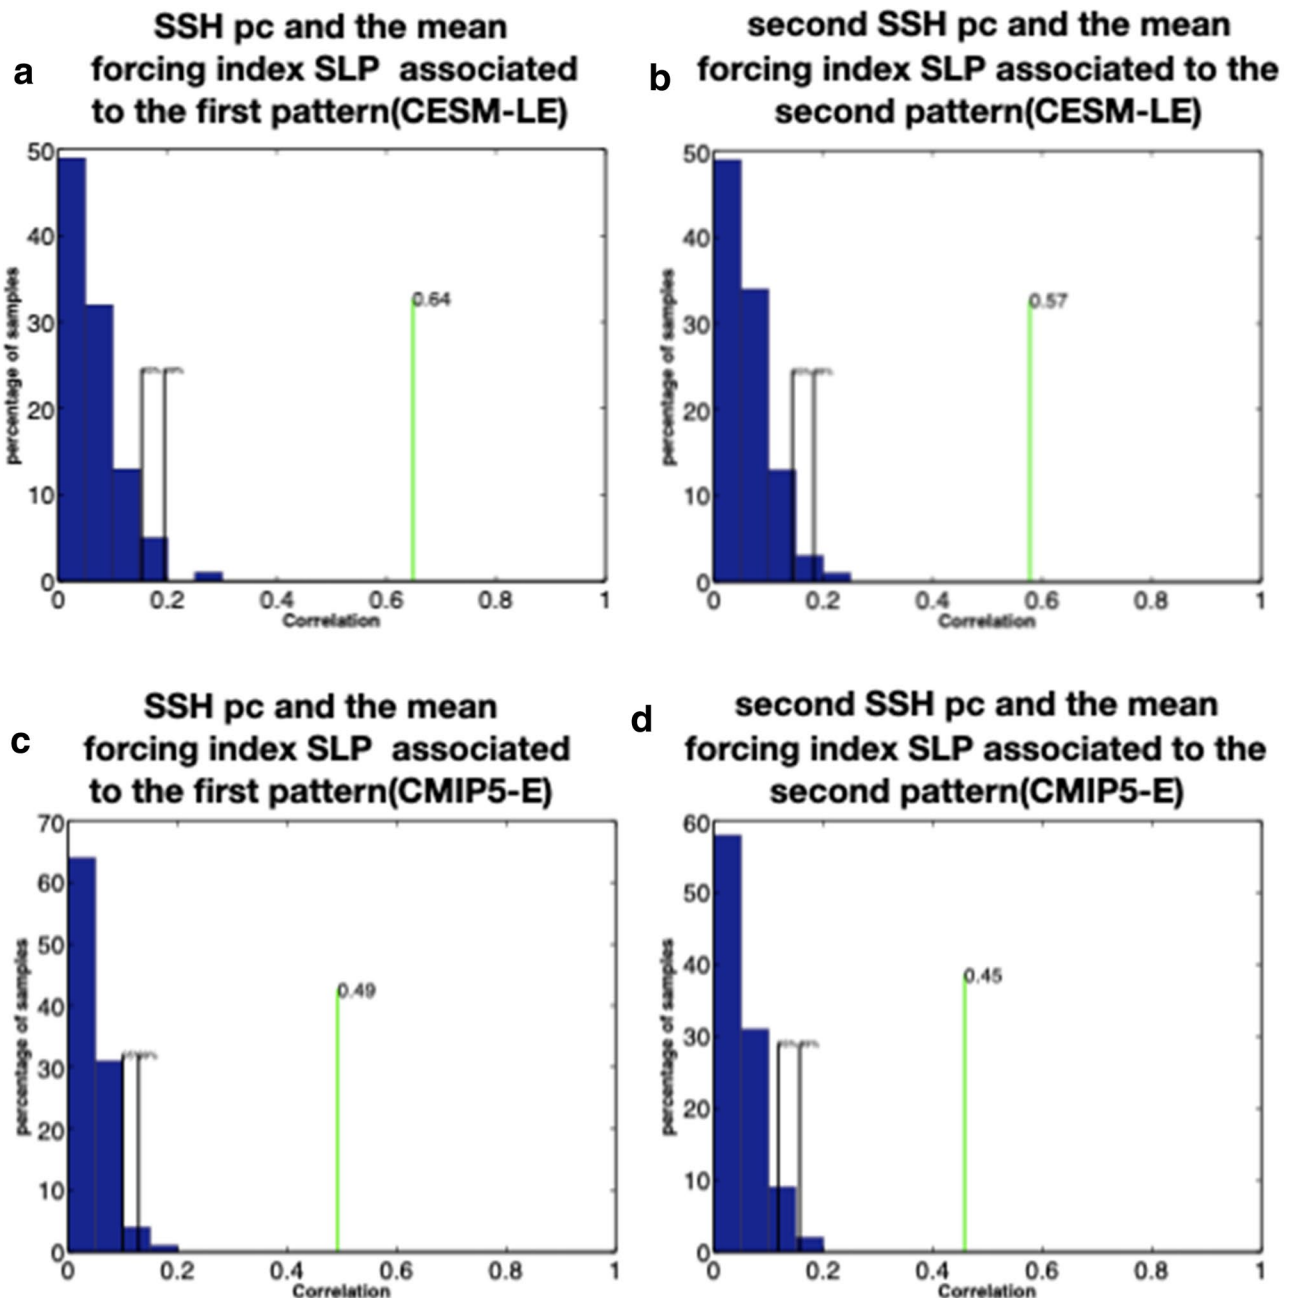 a
SSH pc and the mean
forcing index SLP associated
to the first pattern(CESM-LE)
50
40
30
20
10
0
percentage of samples
0.64
0 0.2 0.4 0.6 0.8 1
Correlation
b
second SSH pc and the mean
forcing index SLP associated to the
second pattern(CESM-LE)
50
40
30
20
10
0
percentage of samples
0.57
0 0.2 0.4 0.6 0.8 1
Correlation
c
SSH pc and the mean
forcing index SLP associated
to the first pattern(CMIP5-E)
70
60
50
40
30
20
10
0
percentage of samples
0.49
0 0.2 0.4 0.6 0.8 1
Correlation
d
second SSH pc and the mean
forcing index SLP associated to the
second pattern(CMIP5-E)
60
50
40
30
20
10
0
percentage of samples
0.45
0 0.2 0.4 0.6 0.8 1
Correlation